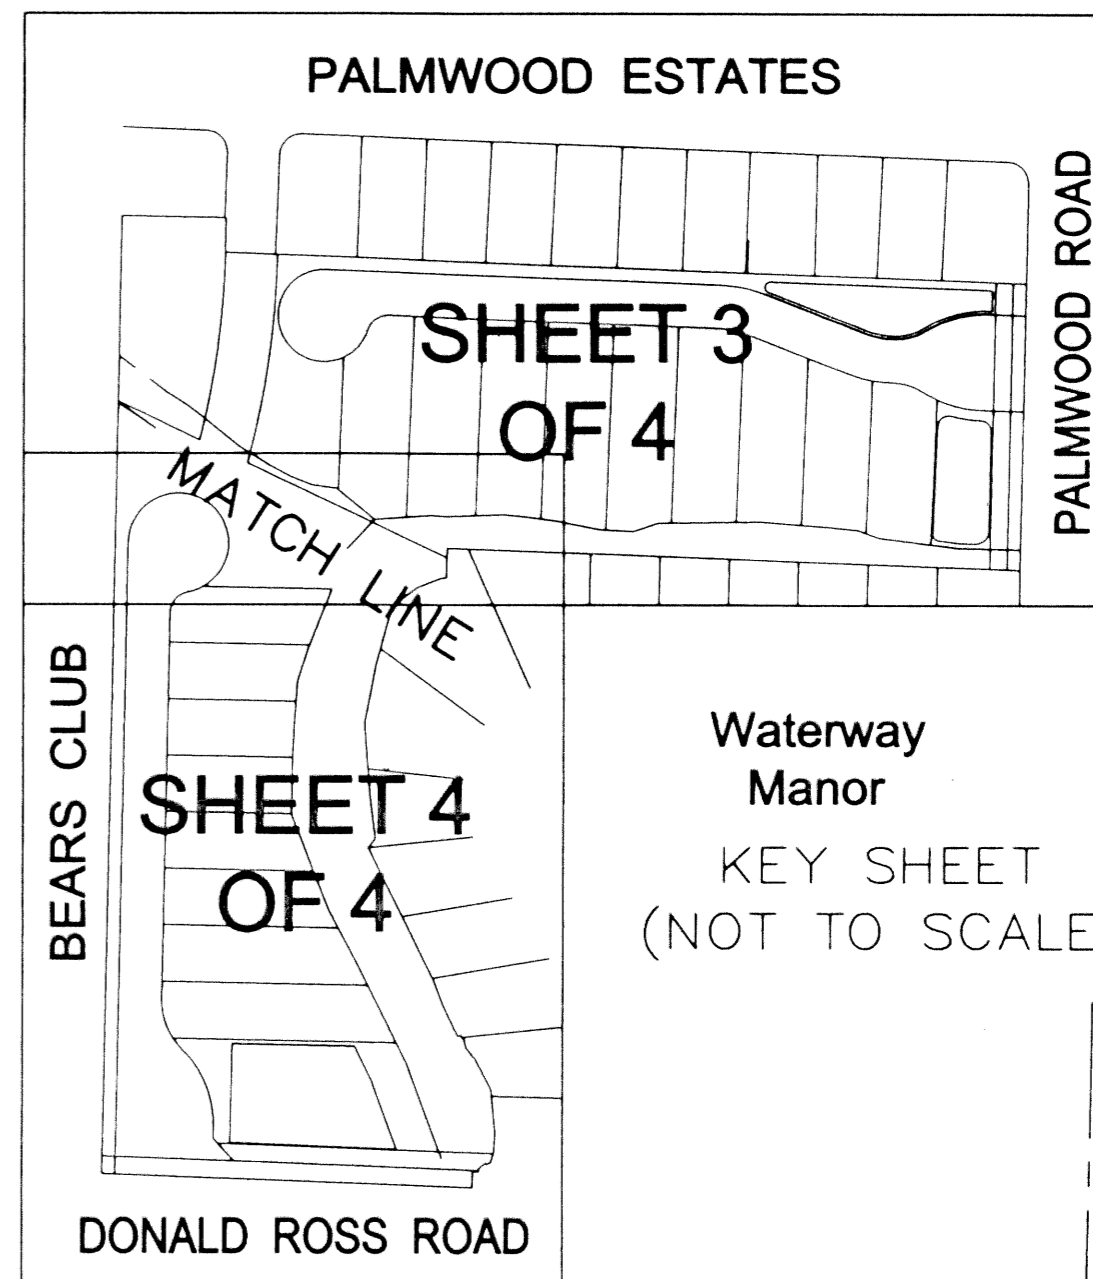 PALMWOOD ESTATES
PALMWOOD ROAD
SHEET 3
OF 4
MATCH LINE
BEARS CLUB
SHEET 4
OF 4
Waterway
Manor
KEY SHEET
(NOT TO SCALE
DONALD ROSS ROAD